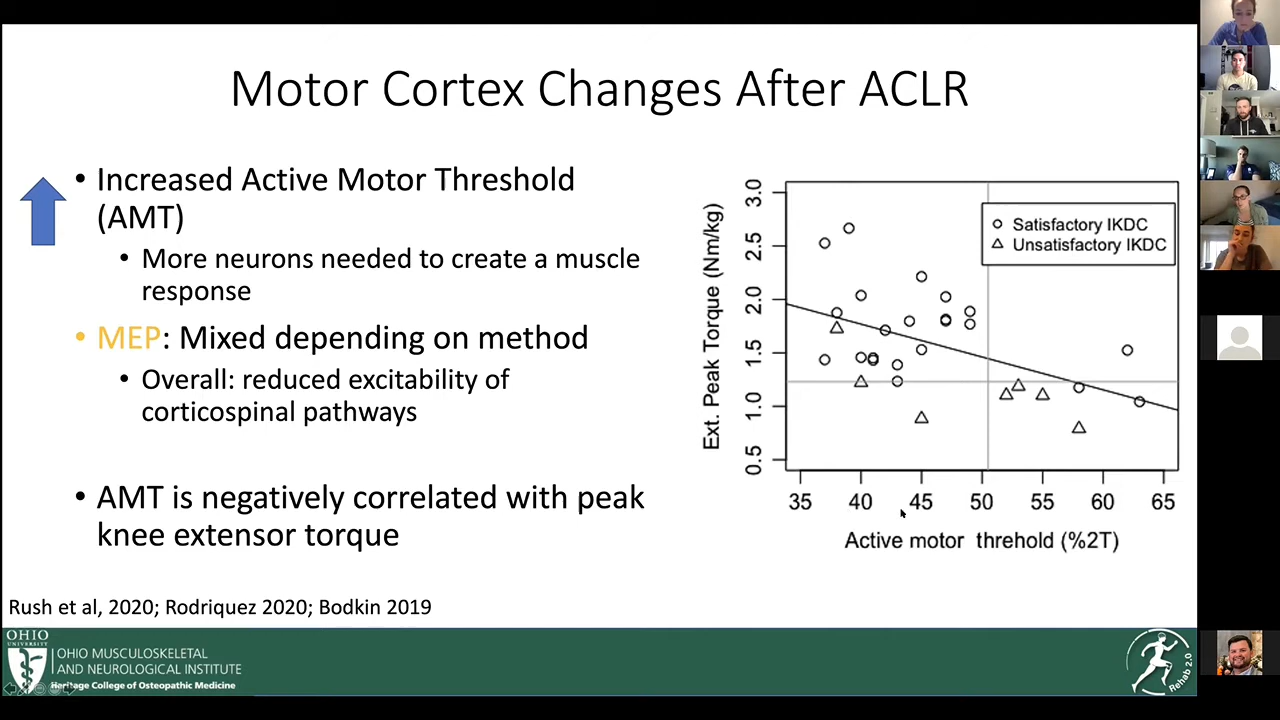 Motor Cortex Changes After ACLR
• Increased Active Motor Threshold
(AMT)
• More neurons needed to create a muscle
response
• MEP: Mixed depending on method
• Overall: reduced excitability of
corticospinal pathways
• AMT is negatively correlated with peak
knee extensor torque
Rush et al, 2020; Rodriquez 2020; Bodkin 2019
Ext. Peak Torque (Nm/kg)
3.0
2.5
2.0
1.5
1.0
0.5
Satisfactory IKDC
Unsatisfactory IKDC
35 40 45 50 55 60 65
Active motor threhold (%2T)
OHIO
UNIVERSITY
OHIO MUSCULOSKELETAL
AND NEUROLOGICAL INSTITUTE
Heritage College of Osteopathic Medicine
Rehab 2.0